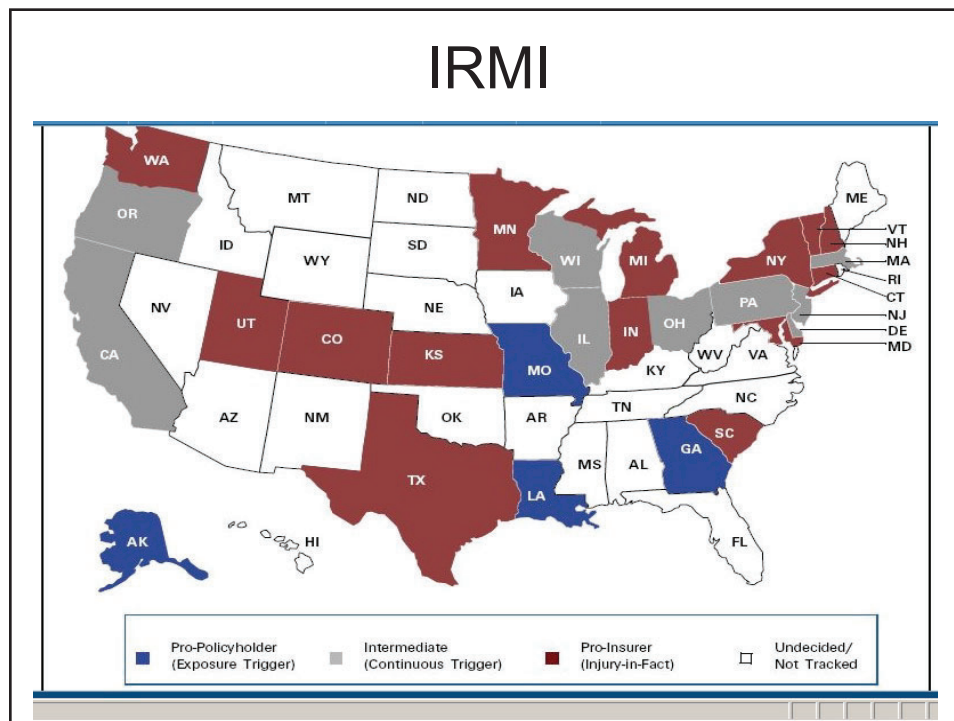 IRMI
WA
OR
CA
ID
NV
MT
WY
UT
AZ
CO
NM
ND
SD
NE
KS
OK
TX
MN
IA
MO
AR
LA
WI
IL
MI
IN
OH
KY
TN
MS
AL
GA
FL
SC
NC
VA
WV
PA
NY
ME
VT
NH
MA
RI
CT
NJ
DE
MD
AK
HI
Pro-Policyholder
(Exposure Trigger)
Intermediate
(Continuous Trigger)
Pro-Insurer
(Injury-in-Fact)
Undecided/
Not Tracked